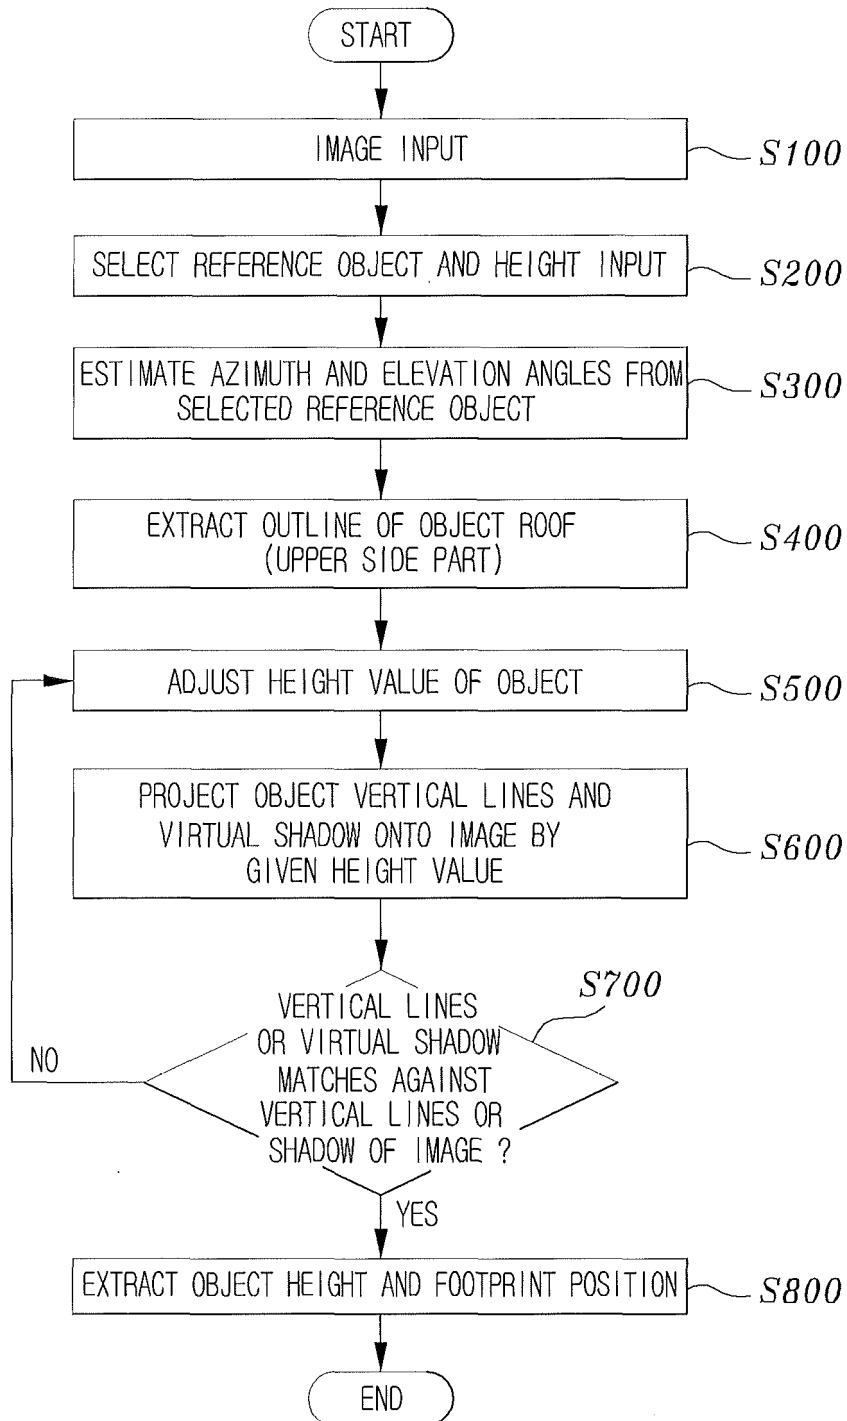 START
IMAGE INPUT
S100
SELECT REFERENCE OBJECT AND HEIGHT INPUT
S200
ESTIMATE AZIMUTH AND ELEVATION ANGLES FROM
SELECTED REFERENCE OBJECT
S300
EXTRACT OUTLINE OF OBJECT ROOF
(UPPER SIDE PART)
S400
ADJUST HEIGHT VALUE OF OBJECT
S500
PROJECT OBJECT VERTICAL LINES AND
VIRTUAL SHADOW ONTO IMAGE BY
GIVEN HEIGHT VALUE
S600
VERTICAL LINES
OR VIRTUAL SHADOW
MATCHES AGAINST
VERTICAL LINES OR
SHADOW OF IMAGE ?
S700
NO
YES
EXTRACT OBJECT HEIGHT AND FOOTPRINT POSITION
S800
END